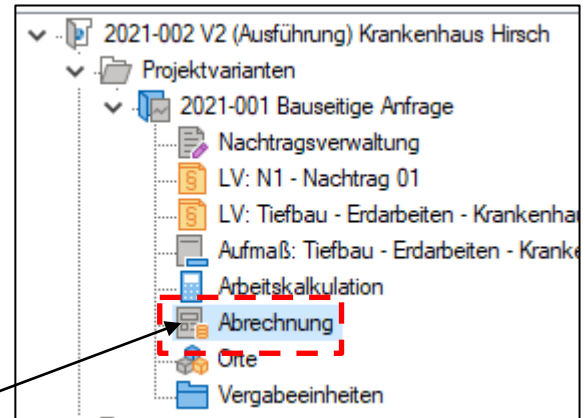 2021-002 V2 (Ausführung) Krankenhaus Hirsch
Projektvarianten
2021-001 Bauseitige Anfrage
Nachtragsverwaltung
LV: N1 - Nachtrag 01
LV: Tiefbau - Erdarbeiten - Krankenha
Aufmaß: Tiefbau - Erdarbeiten - Kranke
Arbeitskalkulation
Abrechnung
Orte
Vergabeeinheiten